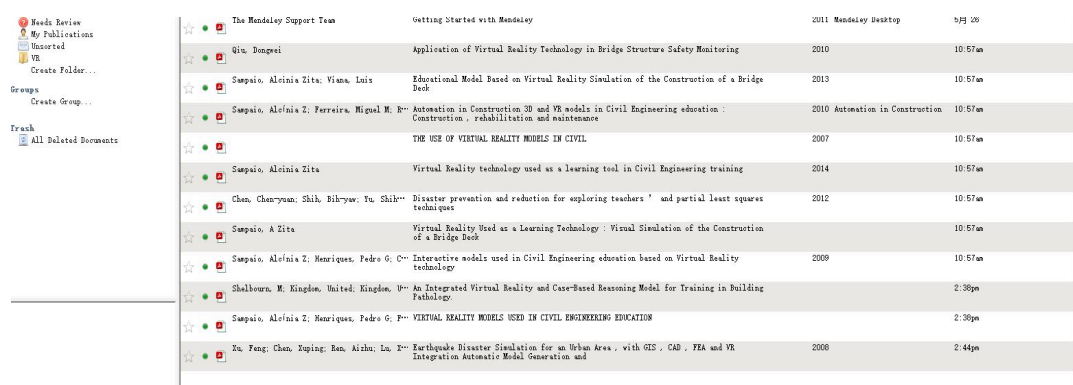 Needs Review
My Publications
Unsorted
VR
Create Folder...
Groups
Create Group...
Trash
All Deleted Documents
The Mendeley Support Team Getting Started with Mendeley 2011 Mendeley Desktop 5月 26
Qiu, Dongwei Application of Virtual Reality Technology in Bridge Structure Safety Monitoring 2010 10:57am
Sampaio, Alcinia Zita; Viana, Luis Educational Model Based on Virtual Reality Simulation of the Construction of a Bridge 2013 10:57am
Deck
Sampaio, Alcínia Z; Ferreira, Miguel M; R… Automation in Construction 3D and VR models in Civil Engineering education : 2010 Automation in Construction 10:57am
Construction , rehabilitation and maintenance
THE USE OF VIRTUAL REALITY MODELS IN CIVIL 2007 10:57am
Sampaio, Alcinia Zita Virtual Reality technology used as a learning tool in Civil Engineering training 2014 10:57am
Chen, Chen-yuan; Shih, Bih-yaw; Yu, Shih… Disaster prevention and reduction for exploring teachers ' and partial least squares 2012 10:57am
techniques
Sampaio, A Zita Virtual Reality Used as a Learning Technology : Visual Simulation of the Construction 10:57am
of a Bridge Deck
Sampaio, Alcínia Z; Henriques, Pedro G; C… Interactive models used in Civil Engineering education based on Virtual Reality 2009 10:57am
technology
Shelbourn, M; Kingdom, United; Kingdom, U… An Integrated Virtual Reality and Case-Based Reasoning Model for Training in Building 2:38pm
Pathology.
Sampaio, Alcínia Z; Henriques, Pedro G; F… VIRTUAL REALITY MODELS USED IN CIVIL ENGINEERING EDUCATION 2:38pm
Xu, Feng; Chen, Xuping; Ren, Aizhu; Lu, X… Earthquake Disaster Simulation for an Urban Area , with GIS , CAD , FEA and VR 2008 2:44pm
Integration Automatic Model Generation and